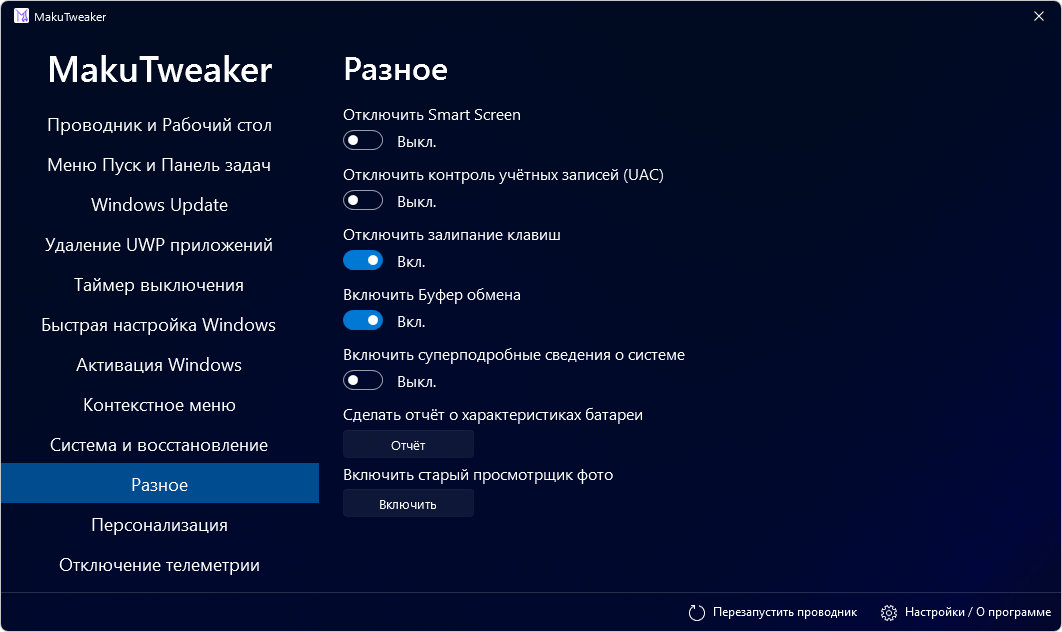 MakuTweaker
MakuTweaker
Проводник и Рабочий стол
Меню Пуск и Панель задач
Windows Update
Удаление UWP приложений
Таймер выключения
Быстрая настройка Windows
Активация Windows
Контекстное меню
Система и восстановление
Разное
Персонализация
Отключение телеметрии
Разное
Отключить Smart Screen
Выкл.
Отключить контроль учётных записей (UAC)
Выкл.
Отключить залипание клавиш
Вкл.
Включить Буфер обмена
Вкл.
Включить суперподробные сведения о системе
Выкл.
Сделать отчёт о характеристиках батареи
Отчёт
Включить старый просмотрщик фото
Включить
Перезапустить проводник
Настройки / О программе